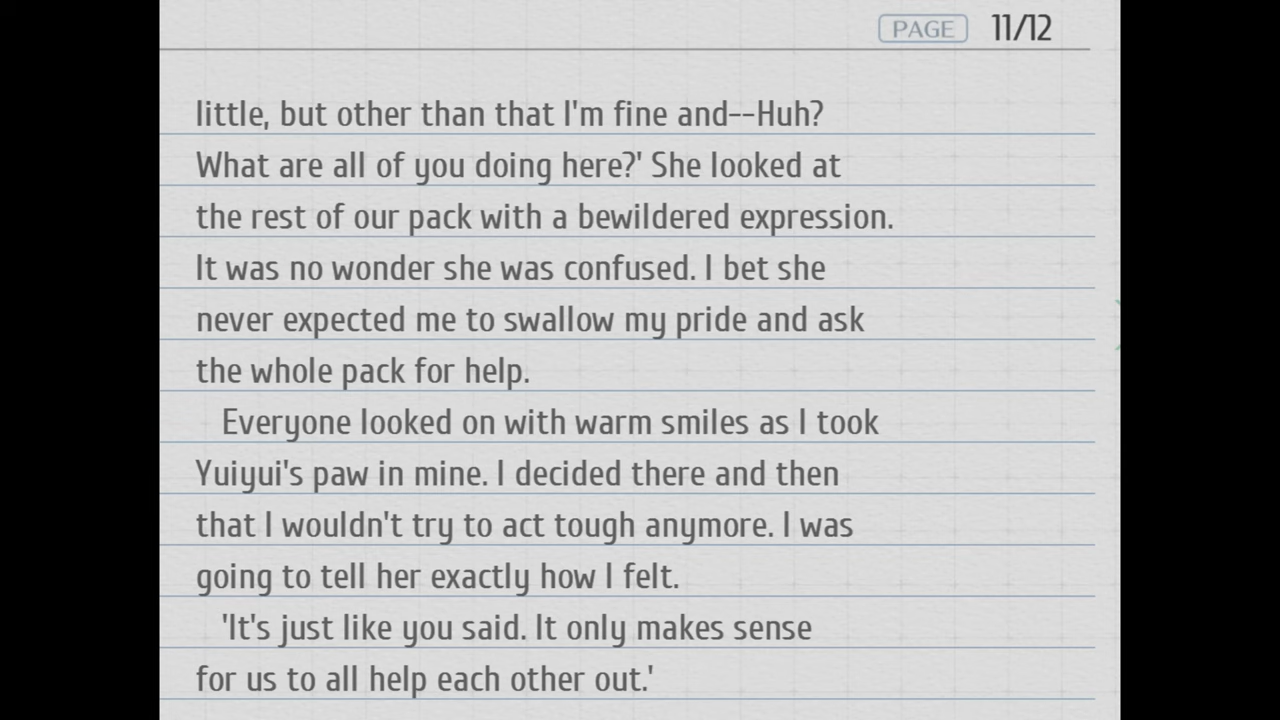 PAGE 11/12
little, but other than that I'm fine and--Huh?
What are all of you doing here?' She looked at
the rest of our pack with a bewildered expression.
It was no wonder she was confused. I bet she
never expected me to swallow my pride and ask
the whole pack for help.
Everyone looked on with warm smiles as I took
Yuiyui's paw in mine. I decided there and then
that I wouldn't try to act tough anymore. I was
going to tell her exactly how I felt.
'It's just like you said. It only makes sense
for us to all help each other out.'